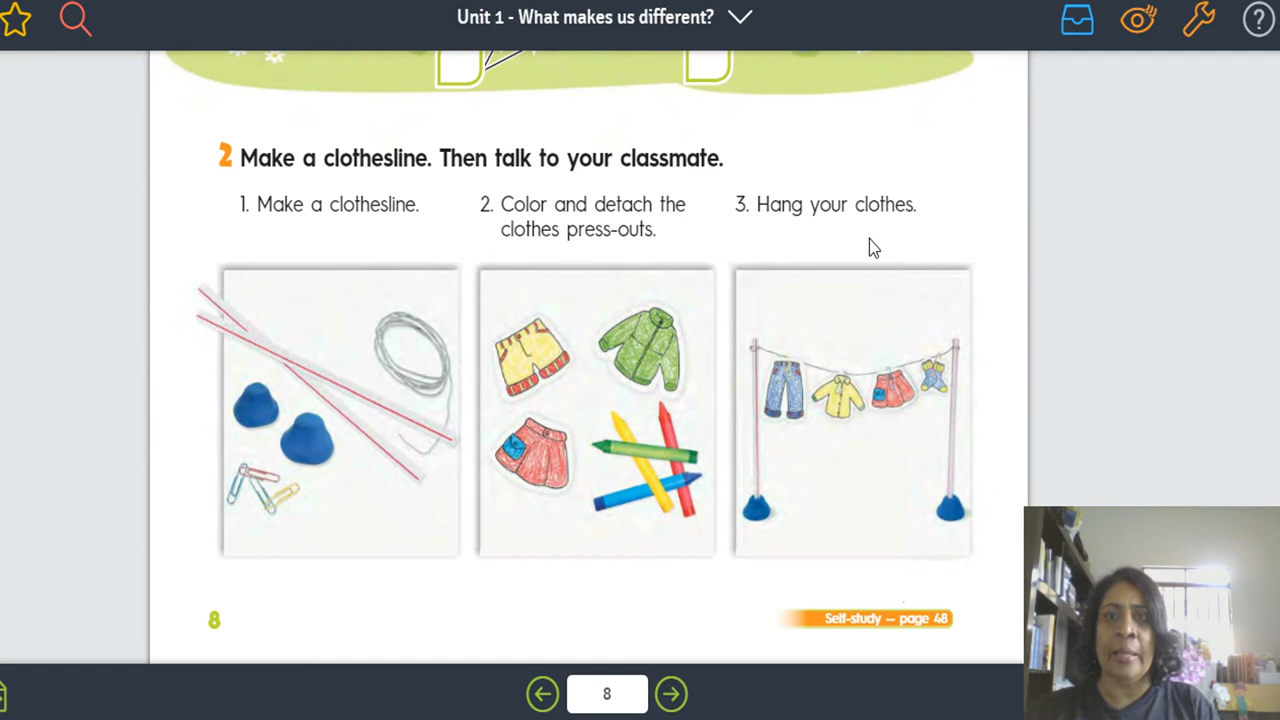 Unit 1 - What makes us different?
2 Make a clothesline. Then talk to your classmate.
1. Make a clothesline.
2. Color and detach the
clothes press-outs.
3. Hang your clothes.
8
Self-study – page 48
8